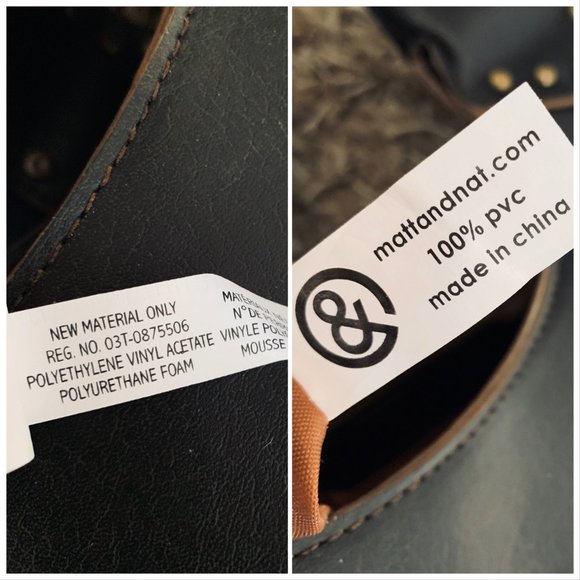 NEW MATERIAL ONLY
REG. NO. 03T-0875506
POLYETHYLENE VINYL ACETATE
POLYURETHANE FOAM
N° DE
VINYLE
MOUSSE
&
mattandnat.com
100% pvc
made in china